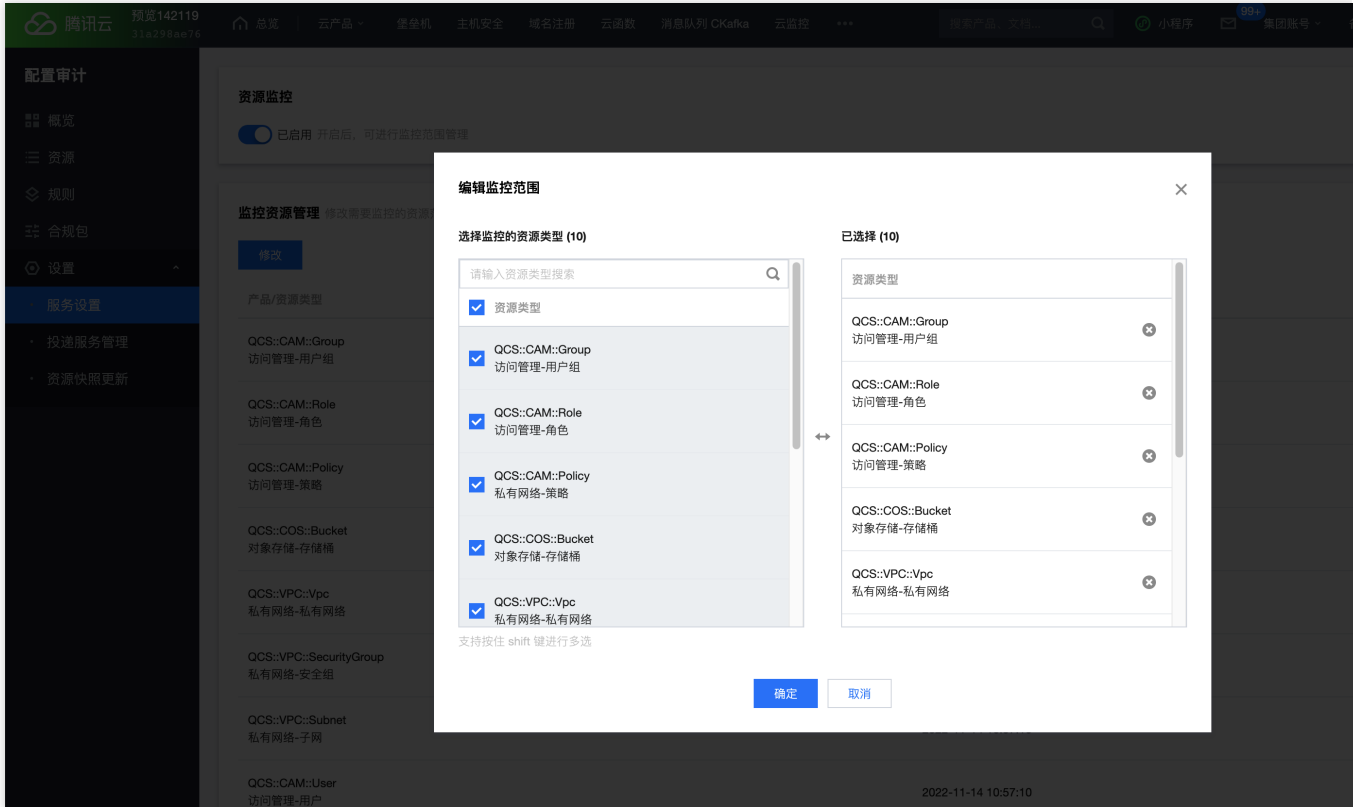 腾讯云
预览142119
31a298ae76
总览
云产品
堡垒机
主机安全
域名注册
云函数
消息队列 CKafka
云监控
•••
搜索产品、文档...
小程序
99+
集团账号
配置审计
概览
资源
规则
合规包
设置
服务设置
投递服务管理
资源快照更新
资源监控
已启用 开启后，可进行监控范围管理
监控资源管理 修改需要监控的资源
修改
产品/资源类型
QCS::CAM::Group
访问管理-用户组
QCS::CAM::Role
访问管理-角色
QCS::CAM::Policy
访问管理-策略
QCS::COS::Bucket
对象存储-存储桶
QCS::VPC::Vpc
私有网络-私有网络
QCS::VPC::SecurityGroup
私有网络-安全组
QCS::VPC::Subnet
私有网络-子网
QCS::CAM::User
访问管理-用户
2022-11-14 10:57:10
编辑监控范围
选择监控的资源类型 (10)
请输入资源类型搜索
资源类型
QCS::CAM::Group
访问管理-用户组
QCS::CAM::Role
访问管理-角色
QCS::CAM::Policy
私有网络-策略
QCS::COS::Bucket
对象存储-存储桶
QCS::VPC::Vpc
私有网络-私有网络
支持按住 shift 键进行多选
已选择 (10)
资源类型
QCS::CAM::Group
访问管理-用户组
QCS::CAM::Role
访问管理-角色
QCS::CAM::Policy
访问管理-策略
QCS::COS::Bucket
对象存储-存储桶
QCS::VPC::Vpc
私有网络-私有网络
确定
取消